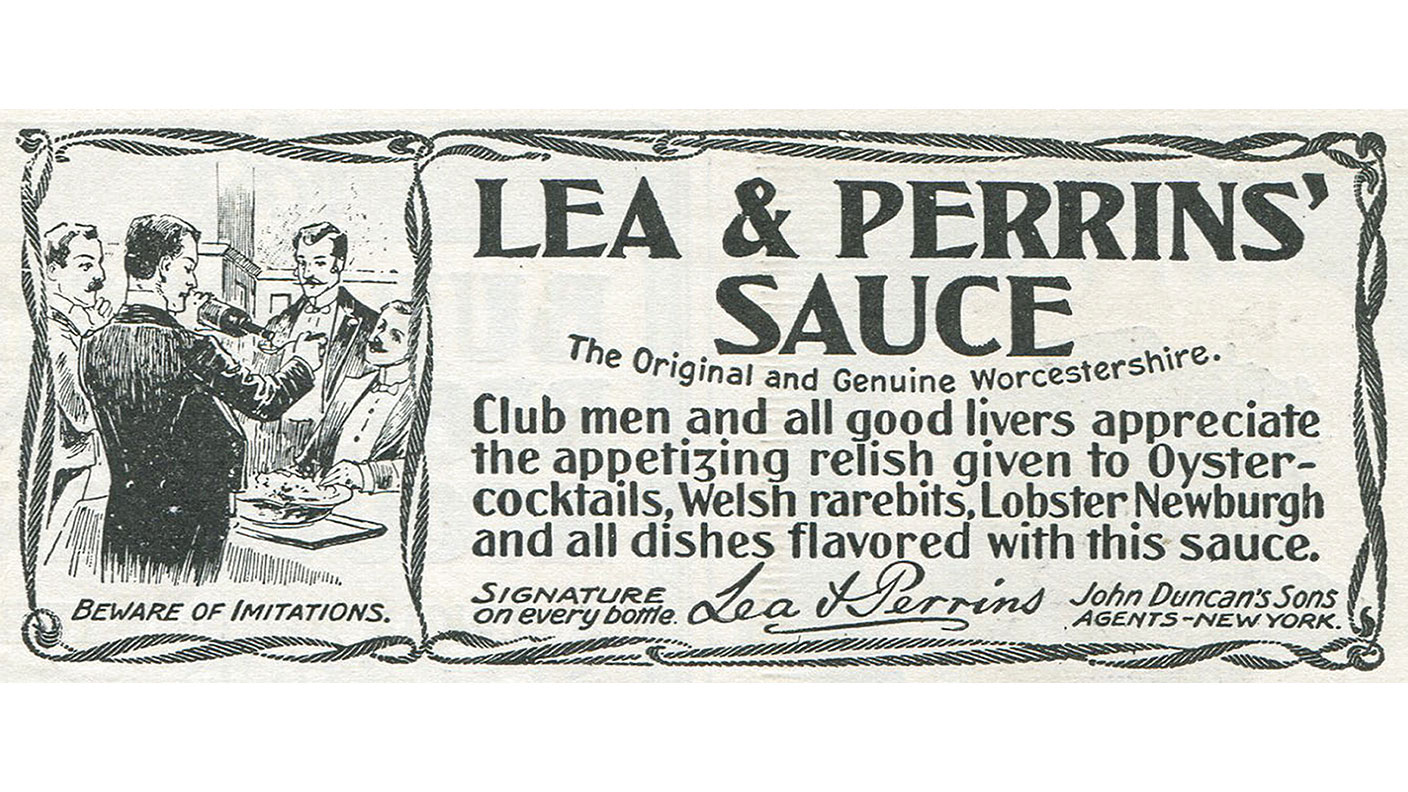 LEA & PERRINS'
SAUCE
The Original and Genuine Worcestershire.
Club men and all good livers appreciate
the appetizing relish given to Oyster-
cocktails, Welsh rarebits, Lobster Newburgh
and all dishes flavored with this sauce.
SIGNATURE
on every bottle.
Lea & Perrins
John Duncan's Sons
AGENTS-NEW YORK.
BEWARE OF IMITATIONS.